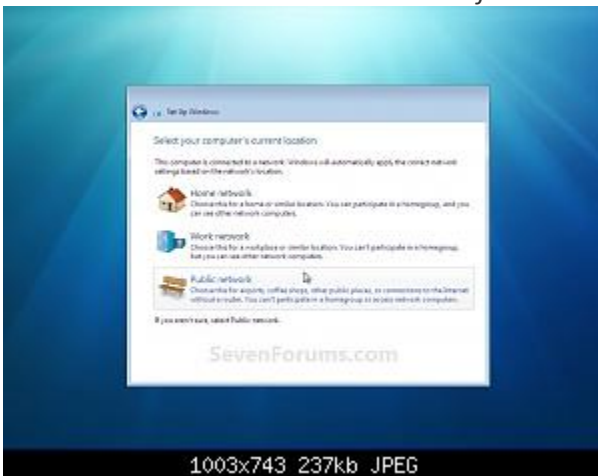 Set Up Windows
Select your computer's current location
This computer is connected to a network. Windows will automatically apply the correct network
settings based on the network's location.
Home network
Choose this for a home or similar location. You can participate in a homegroup, and you
can see other network computers.
Work network
Choose this for a workplace or similar location. You can't participate in a homegroup,
but you can see other network computers.
Public network
Choose this for airports, coffee shops, other public places, or connections to the Internet
without a router. You can't participate in a homegroup or access network computers.
If you aren't sure, select Public network.
SevenForums.com
1003x743 237kb JPEG